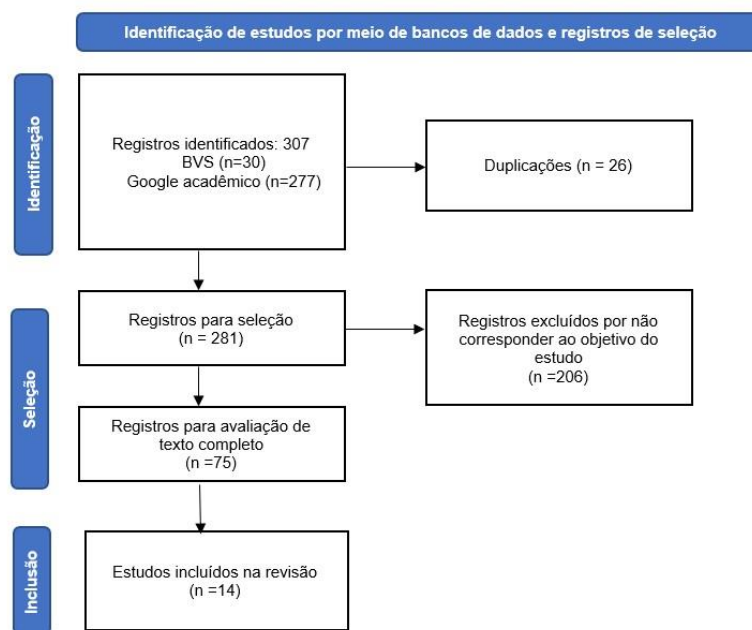 Identificação de estudos por meio de bancos de dados e registros de seleção
Identificação
Registros identificados: 307
BVS (n=30)
Google acadêmico (n=277)
Duplicações (n = 26)
Seleção
Registros para seleção
(n = 281)
Registros excluídos por não
corresponder ao objetivo do
estudo
(n =206)
Registros para avaliação de
texto completo
(n =75)
Inclusão
Estudos incluídos na revisão
(n =14)